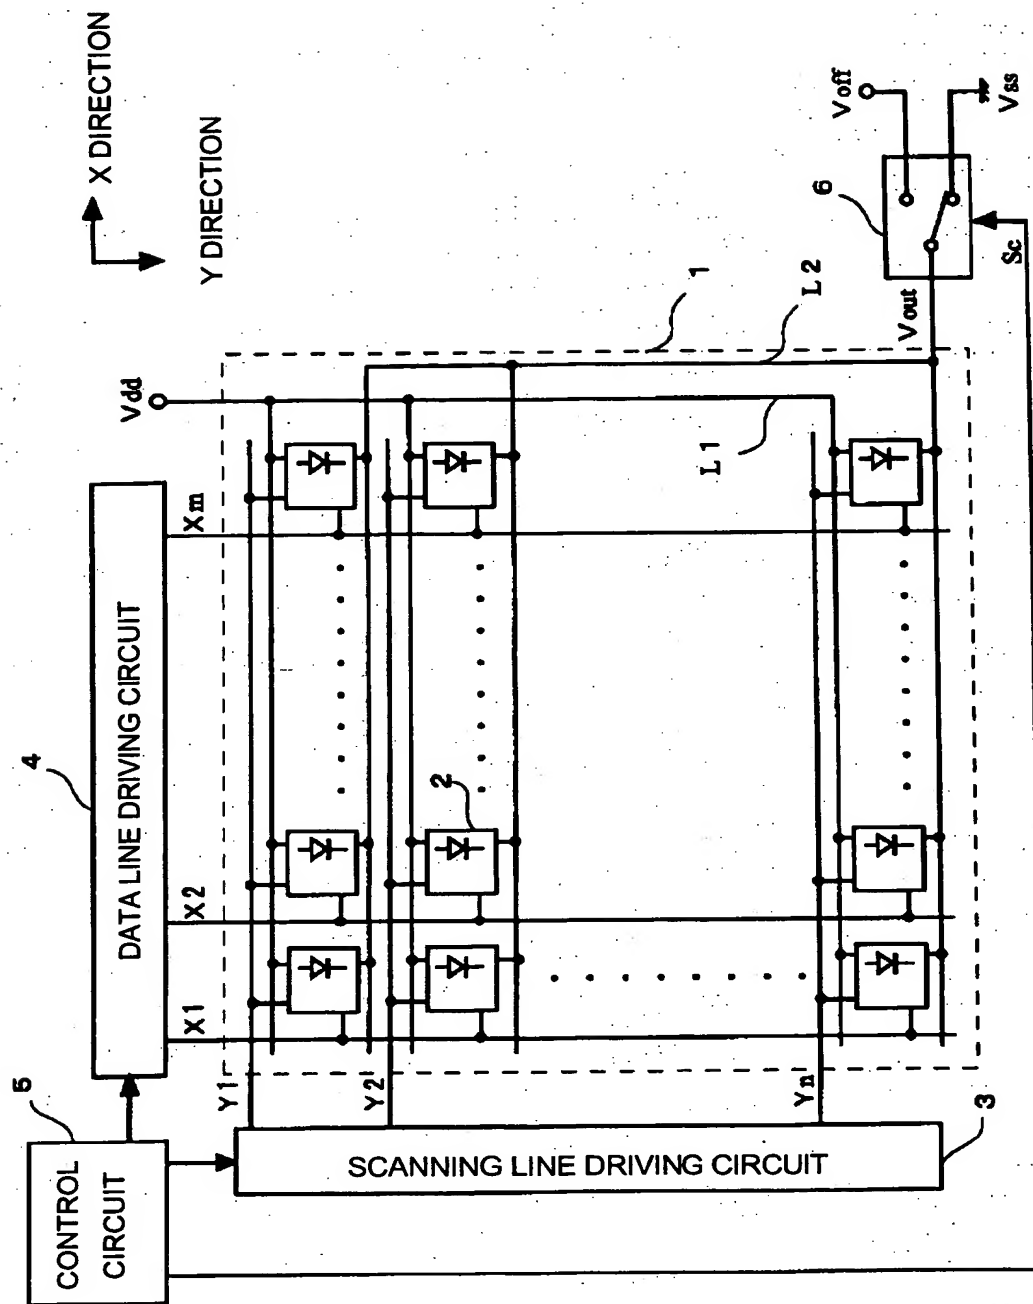 X DIRECTION
Y DIRECTION
5
CONTROL
CIRCUIT
4
DATA LINE DRIVING CIRCUIT
X1
X2
Xm
Vdd
Y1
Y2
Yn
2
SCANNING LINE DRIVING CIRCUIT
3
1
L2
L1
Vout
6
Voff
Vss
Sc